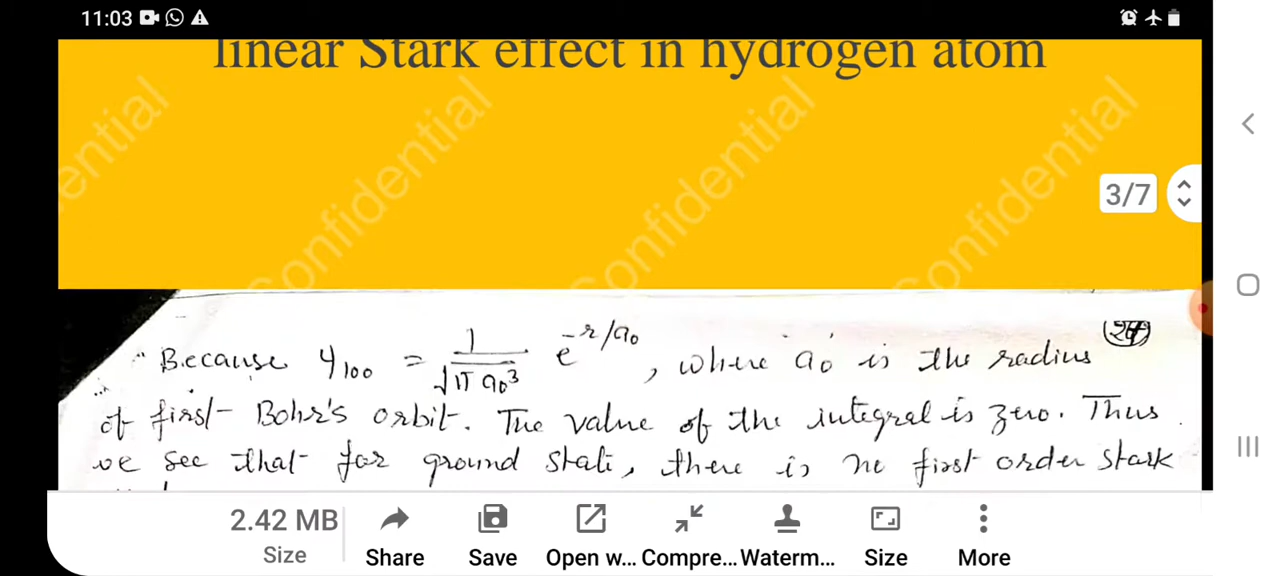 11:03
linear Stark effect in hydrogen atom
Confidential Confidential Confidential
3/7
Because ψ100 = 1/√(π a0³) e^(-r/a0), where 'a0' is the radius
of first Bohr's orbit. The value of the integral is zero. Thus
we see that for ground state, there is no first order stark
2.42 MB
Size
Share
Save
Open w...
Compre...
Waterm...
Size
More